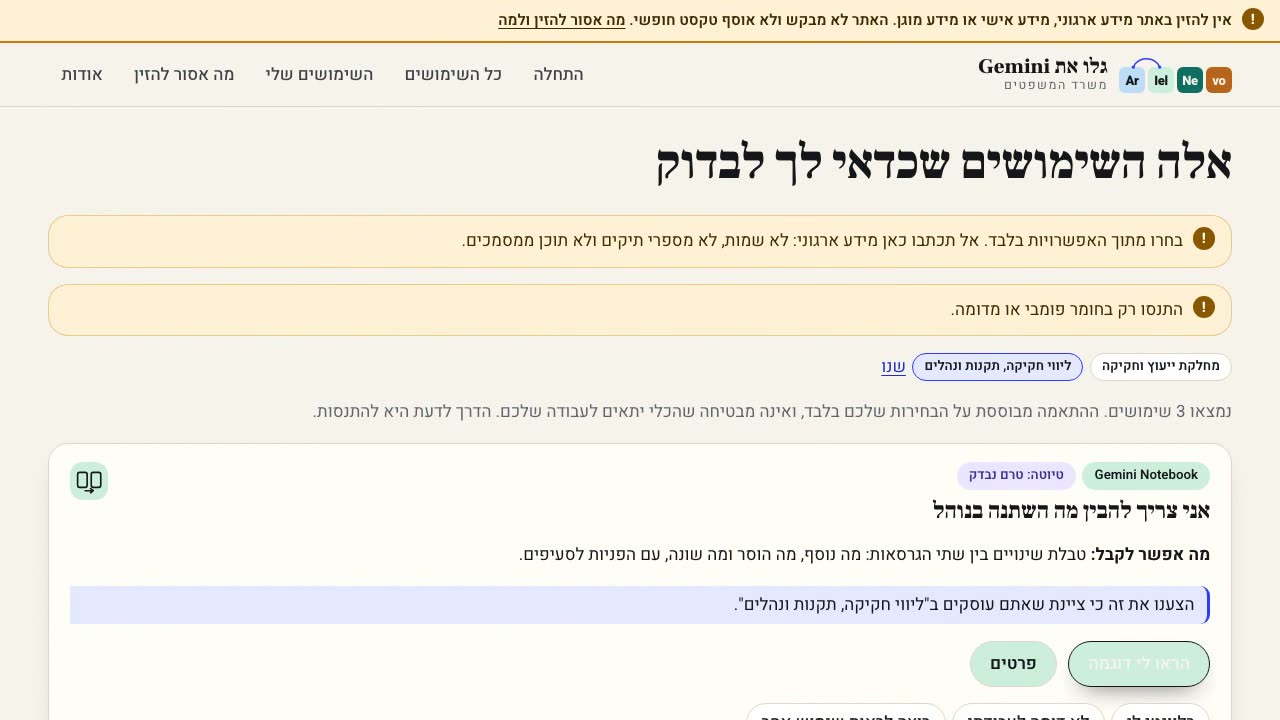 אין להזין באתר מידע ארגוני, מידע אישי או מידע מוגן. האתר לא מבקש ולא אוסף טקסט חופשי. מה אסור להזין ולמה
Ar lel Ne vo
גלו את Gemini
משרד המשפטים
התחלה
כל השימושים
השימושים שלי
מה אסור להזין
אודות
אלה השימושים שכדאי לך לבדוק
! בחרו מתוך האפשרויות בלבד. אל תכתבו כאן מידע ארגוני: לא שמות, לא מספרי תיקים ולא תוכן ממסמכים.
! התנסו רק בחומר פומבי או מדומה.
מחלקת ייעוץ וחקיקה
ליווי חקיקה, תקנות ונהלים
שנו
נמצאו 3 שימושים. ההתאמה מבוססת על הבחירות שלכם בלבד, ואינה מבטיחה שהכלי יתאים לעבודה שלכם. הדרך לדעת היא להתנסות.
Gemini Notebook
טיוטה: טרם נבדק
אני צריך להבין מה השתנה בנוהל
מה אפשר לקבל: טבלת שינויים בין שתי הגרסאות: מה נוסף, מה הוסר ומה שונה, עם הפניות לסעיפים.
הצענו את זה כי ציינת שאתם עוסקים ב"ליווי חקיקה, תקנות ונהלים".
הראו לי דוגמה
פרטים